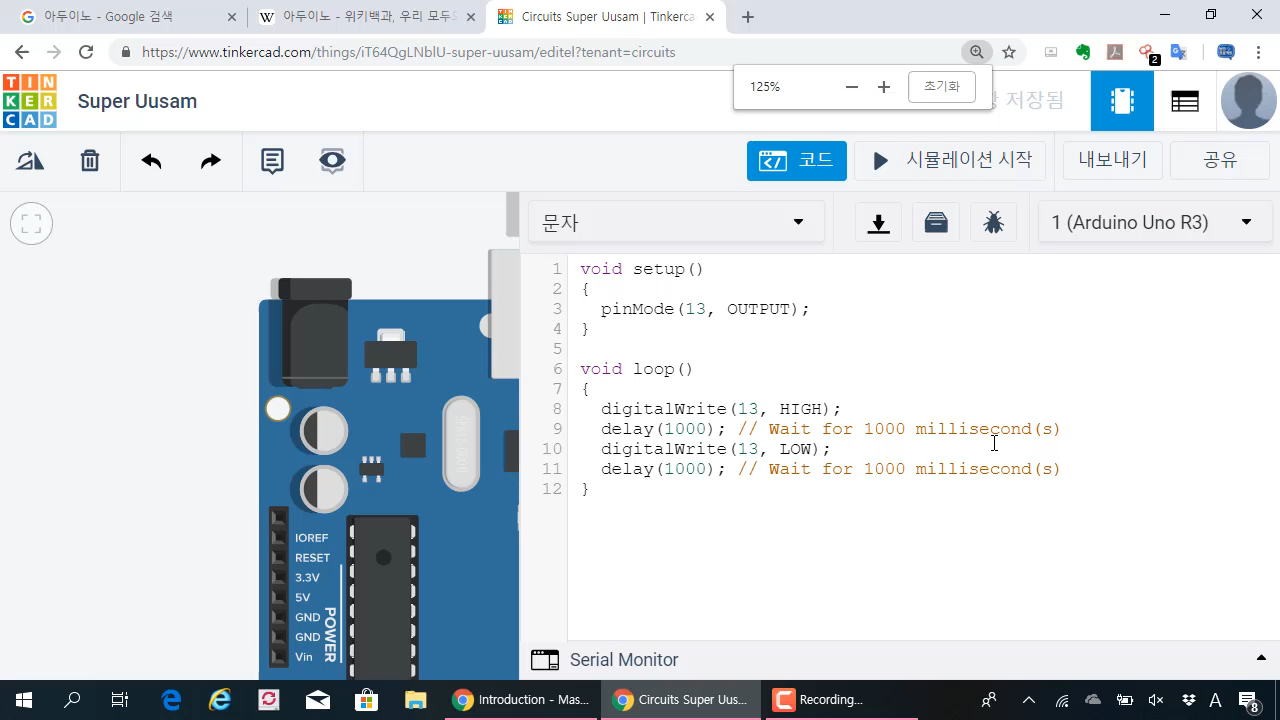 아두이노 - Google 검색
아두이노 - 위키백과, 우리 모두의
Circuits Super Uusam | Tinkerca
https://www.tinkercad.com/things/iT64QgLNblU-super-uusam/editel?tenant=circuits
2
125%
초기화
TIN
KER
CAD
Super Uusam
저장됨
코드
시뮬레이션 시작
내보내기
공유
문자
1 (Arduino Uno R3)
1 void setup()
2 {
3 pinMode(13, OUTPUT);
4 }
5
6 void loop()
7 {
8 digitalWrite(13, HIGH);
9 delay(1000); // Wait for 1000 millisecond(s)
10 digitalWrite(13, LOW);
11 delay(1000); // Wait for 1000 millisecond(s)
12 }
IOREF
RESET
3.3V
5V
GND
GND
Vin
POWER
Serial Monitor
Introduction - Mas...
Circuits Super Uus...
Recording...
A
8